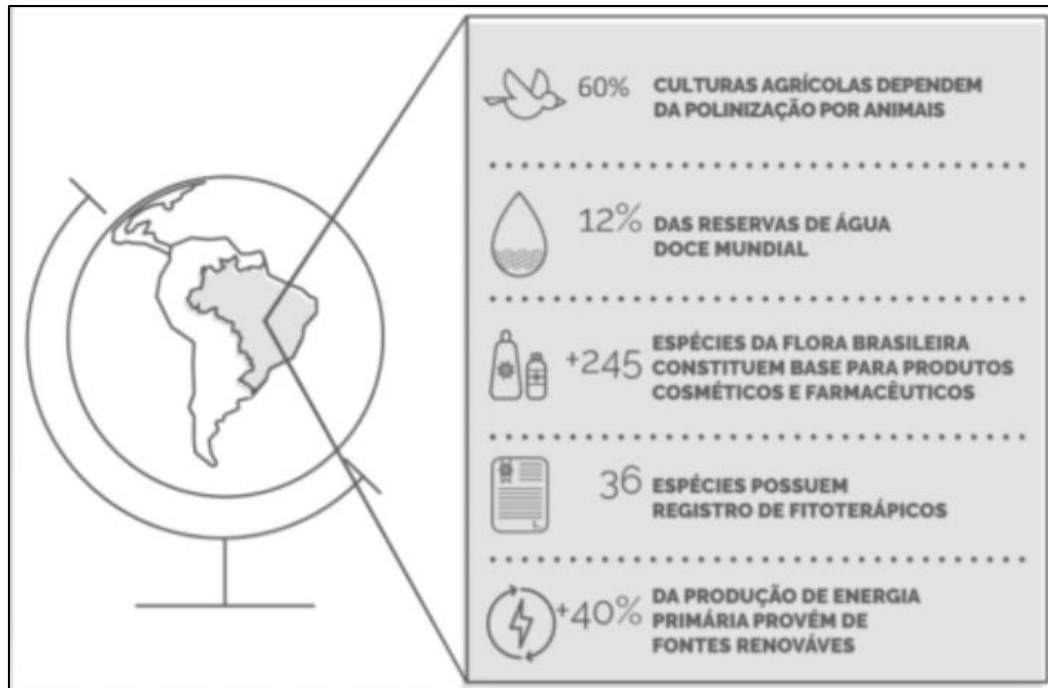 60% CULTURAS AGRÍCOLAS DEPENDEM
DA POLINIZAÇÃO POR ANIMAIS
12% DAS RESERVAS DE ÁGUA
DOCE MUNDIAL
+245 ESPÉCIES DA FLORA BRASILEIRA
CONSTITUEM BASE PARA PRODUTOS
COSMÉTICOS E FARMACÊUTICOS
36 ESPÉCIES POSSUEM
REGISTRO DE FITOTERÁPICOS
+40% DA PRODUÇÃO DE ENERGIA
PRIMÁRIA PROVÉM DE
FONTES RENOVÁVES